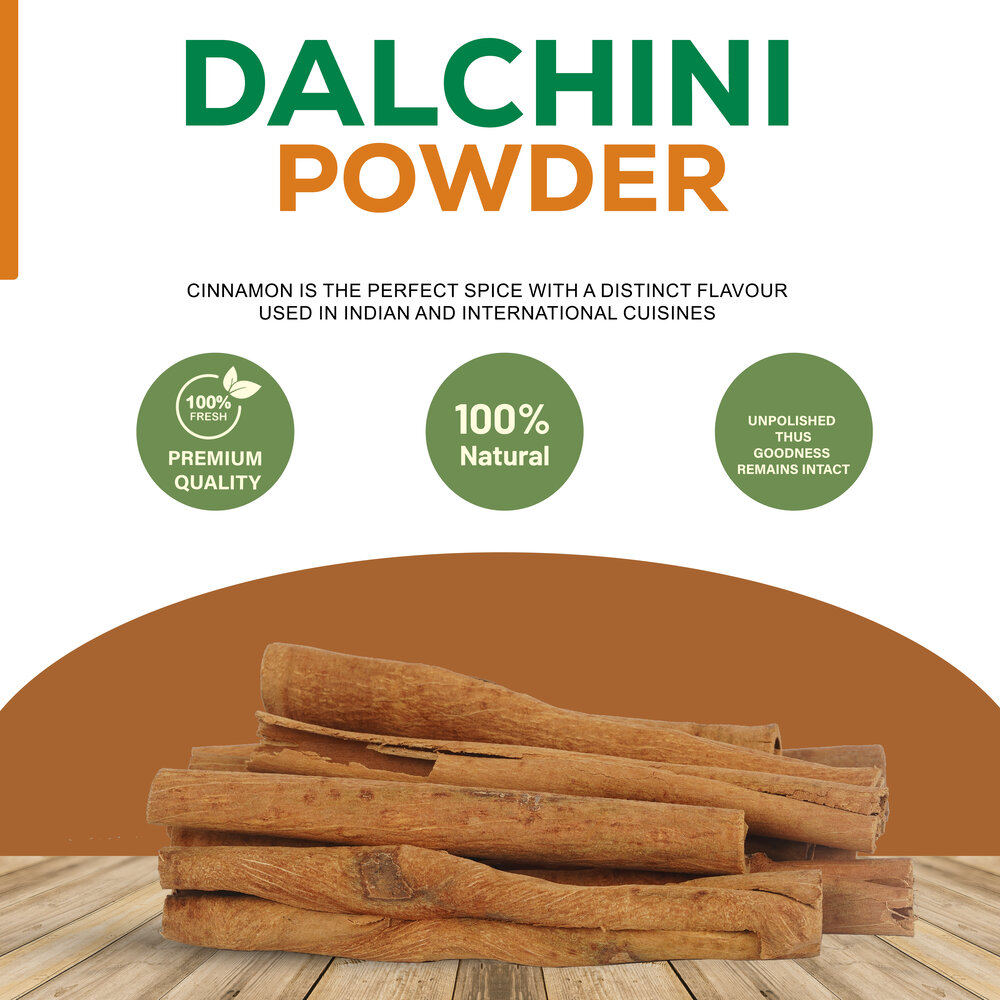 DALCHINI
POWDER
CINNAMON IS THE PERFECT SPICE WITH A DISTINCT FLAVOUR
USED IN INDIAN AND INTERNATIONAL CUISINES
100%
FRESH
PREMIUM
QUALITY
100%
Natural
UNPOLISHED
THUS
GOODNESS
REMAINS INTACT